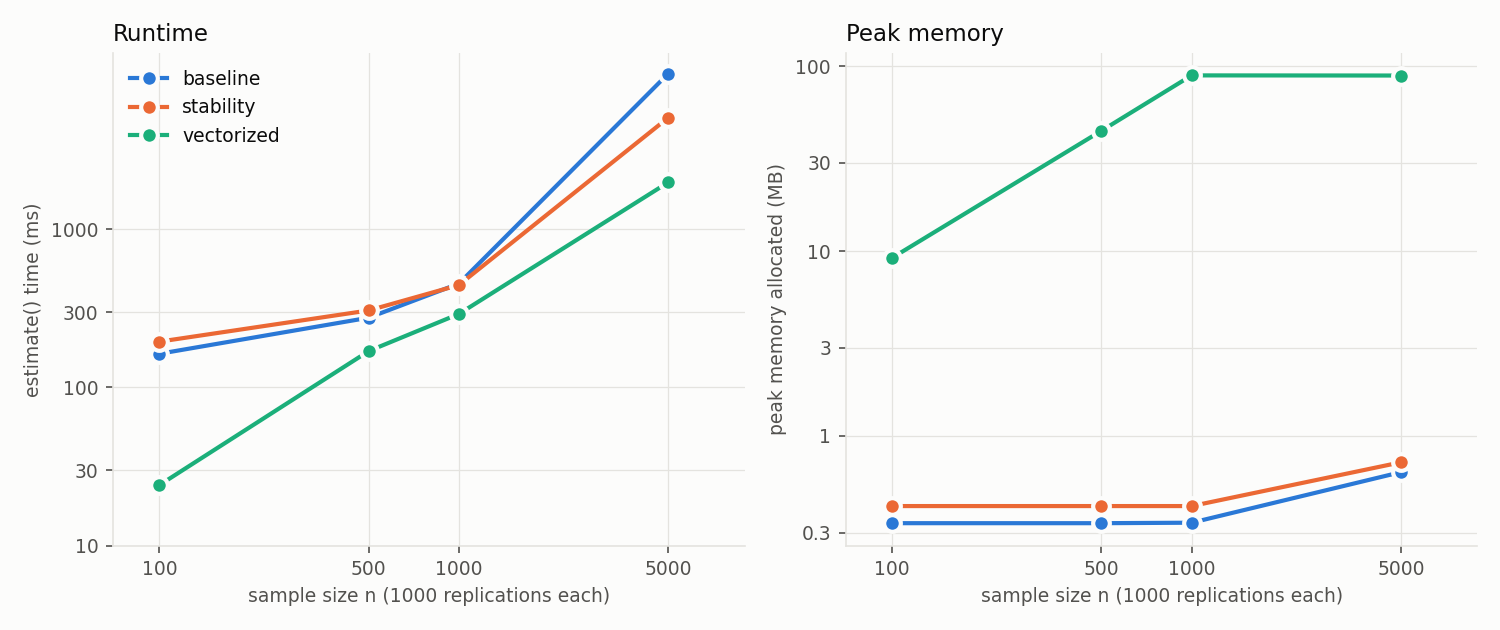 Runtime
baseline
stability
vectorized
estimate() time (ms)
1000
300
100
30
10
100
500
1000
5000
sample size n (1000 replications each)
Peak memory
peak memory allocated (MB)
100
30
10
3
1
0.3
100
500
1000
5000
sample size n (1000 replications each)